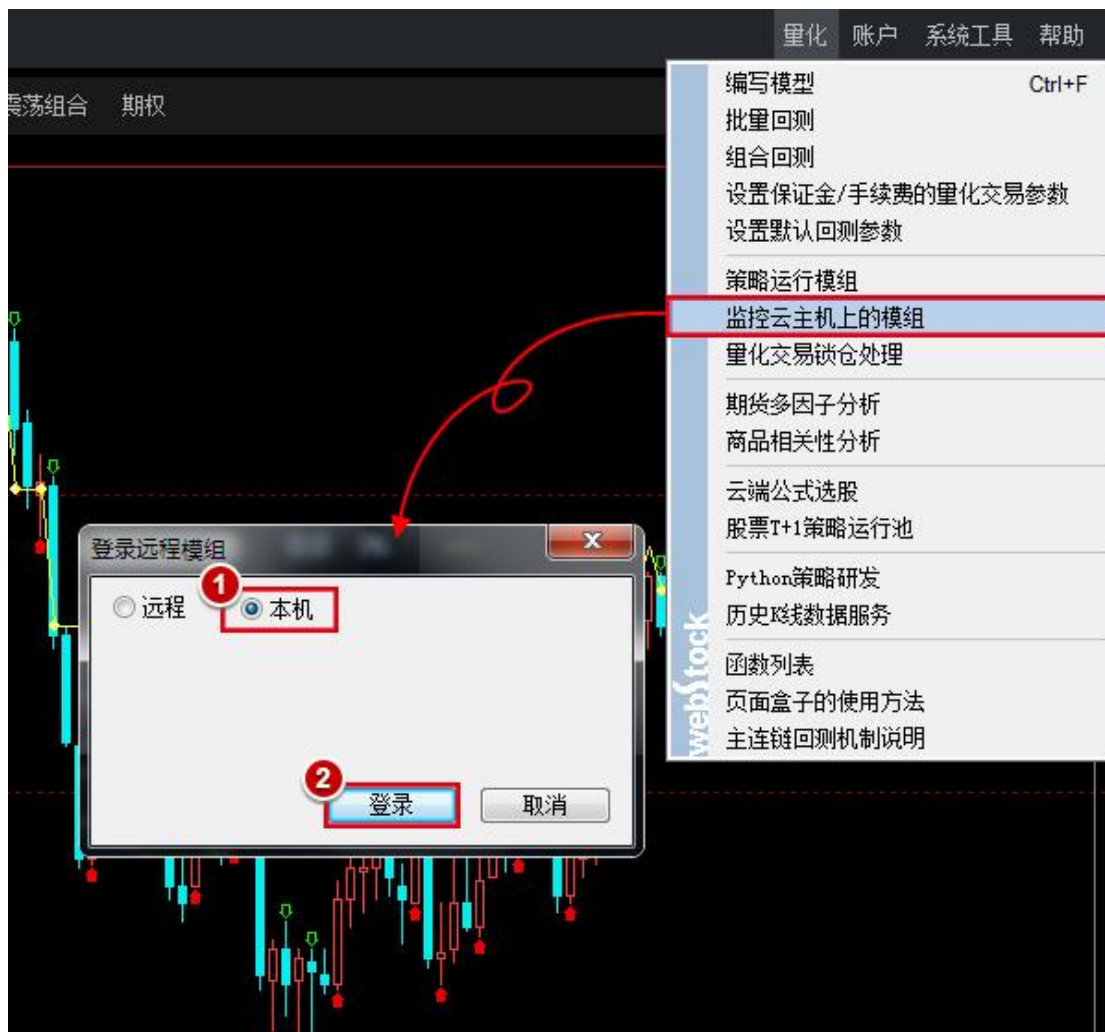 量化 账户 系统工具 帮助
震荡组合 期权
编写模型 Ctrl+F
批量回测
组合回测
设置保证金/手续费的量化交易参数
设置默认回测参数
策略运行模组
监控云主机上的模组
量化交易锁仓处理
期货多因子分析
商品相关性分析
云端公式选股
股票T+1策略运行池
Python策略研发
历史K线数据服务
函数列表
页面盒子的使用方法
主连链回测机制说明
webStock
登录远程模组
1
远程 本机
2
登录 取消